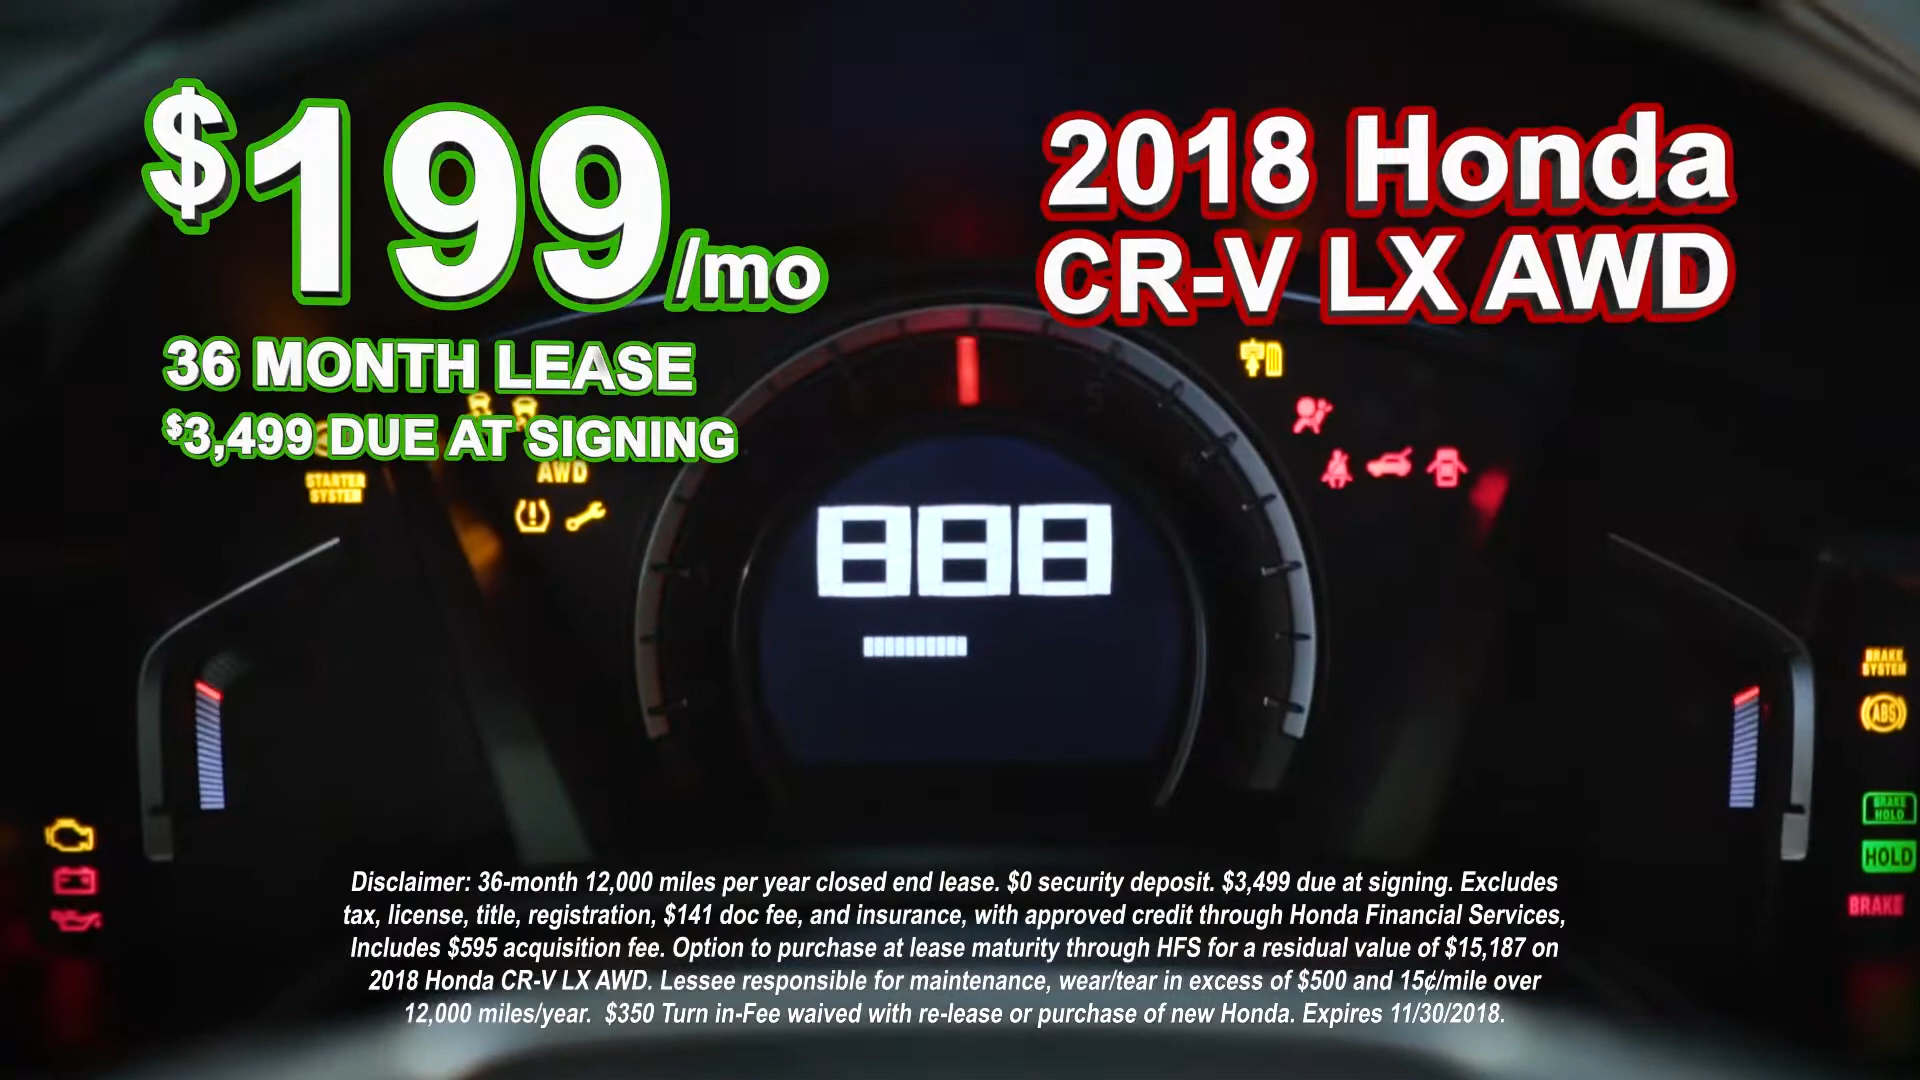 $199/mo
36 MONTH LEASE
$3,499 DUE AT SIGNING
2018 Honda
CR-V LX AWD
STARTER
SYSTEM
AWD
888
BRAKE
SYSTEM
ABS
BRAKE
HOLD
HOLD
BRAKE
Disclaimer: 36-month 12,000 miles per year closed end lease. $0 security deposit. $3,499 due at signing. Excludes
tax, license, title, registration, $141 doc fee, and insurance, with approved credit through Honda Financial Services,
Includes $595 acquisition fee. Option to purchase at lease maturity through HFS for a residual value of $15,187 on
2018 Honda CR-V LX AWD. Lessee responsible for maintenance, wear/tear in excess of $500 and 15¢/mile over
12,000 miles/year.  $350 Turn in-Fee waived with re-lease or purchase of new Honda. Expires 11/30/2018.